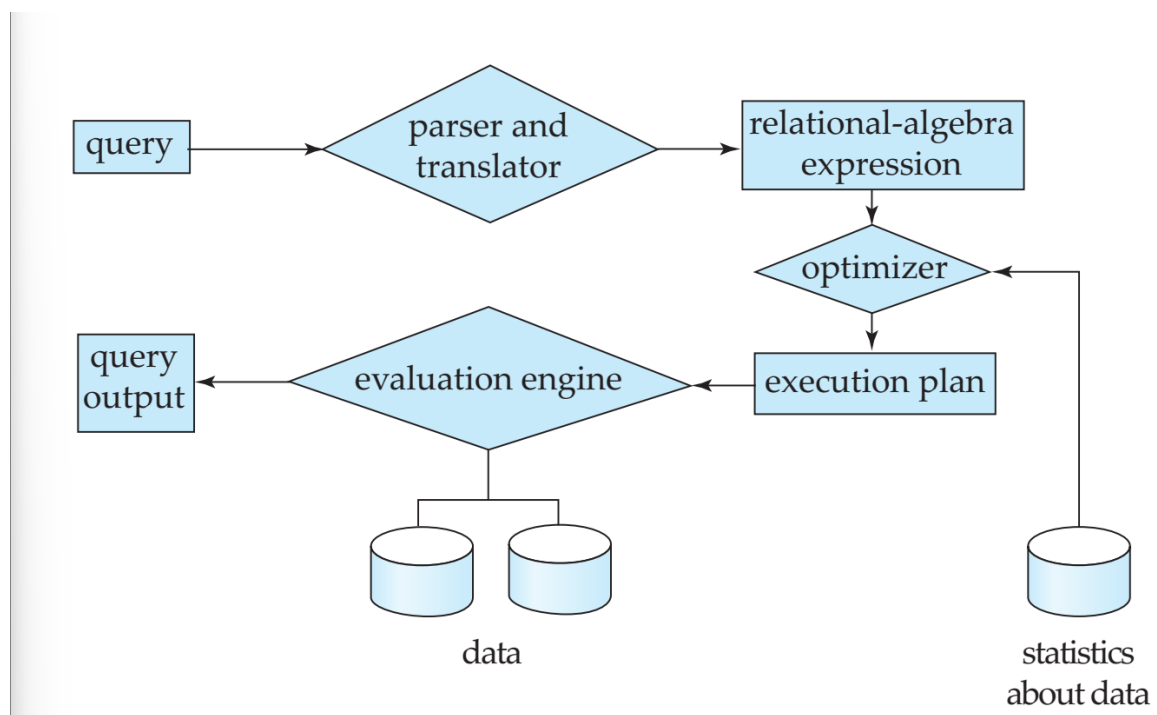 query
parser and
translator
relational-algebra
expression
optimizer
query
output
evaluation engine
execution plan
data
statistics
about data